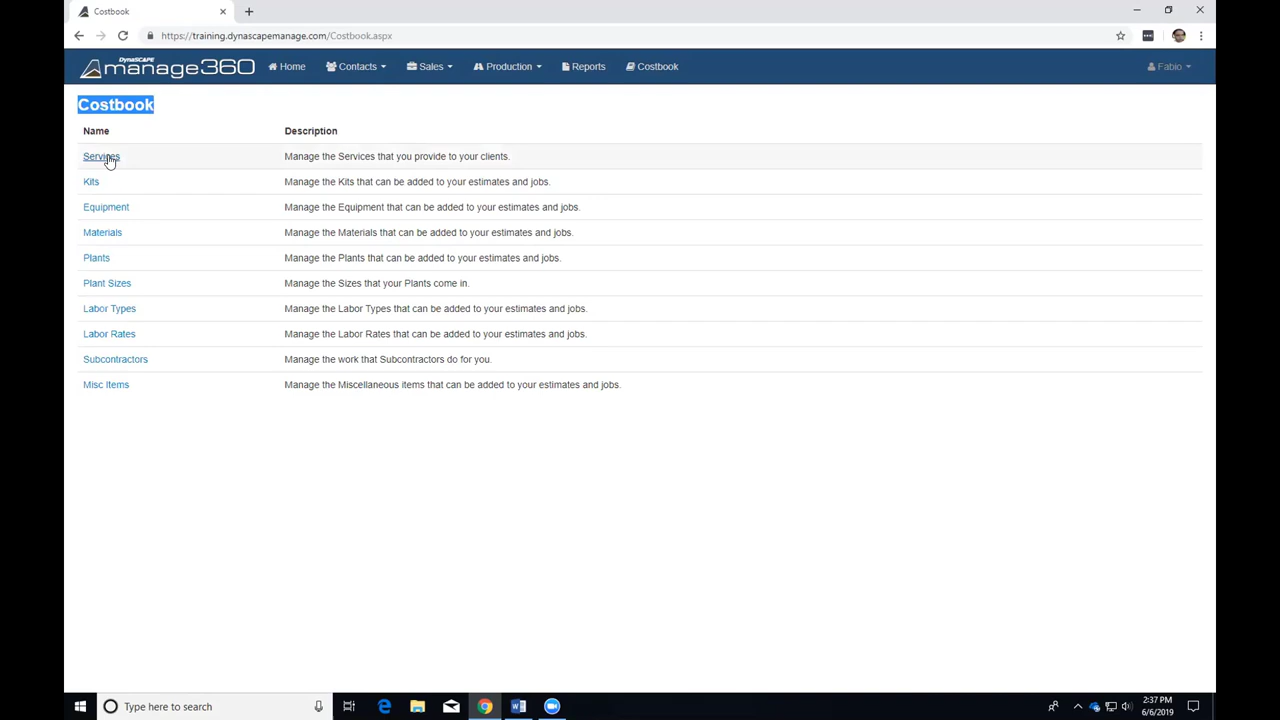 Costbook
https://training.dynascapemanage.com/Costbook.aspx
DynaSCAPE manage360 Home Contacts Sales Production Reports Costbook Fabio
Costbook
Name Description
Services Manage the Services that you provide to your clients.
Kits Manage the Kits that can be added to your estimates and jobs.
Equipment Manage the Equipment that can be added to your estimates and jobs.
Materials Manage the Materials that can be added to your estimates and jobs.
Plants Manage the Plants that can be added to your estimates and jobs.
Plant Sizes Manage the Sizes that your Plants come in.
Labor Types Manage the Labor Types that can be added to your estimates and jobs.
Labor Rates Manage the Labor Rates that can be added to your estimates and jobs.
Subcontractors Manage the work that Subcontractors do for you.
Misc Items Manage the Miscellaneous items that can be added to your estimates and jobs.
Type here to search
2:37 PM
6/6/2019